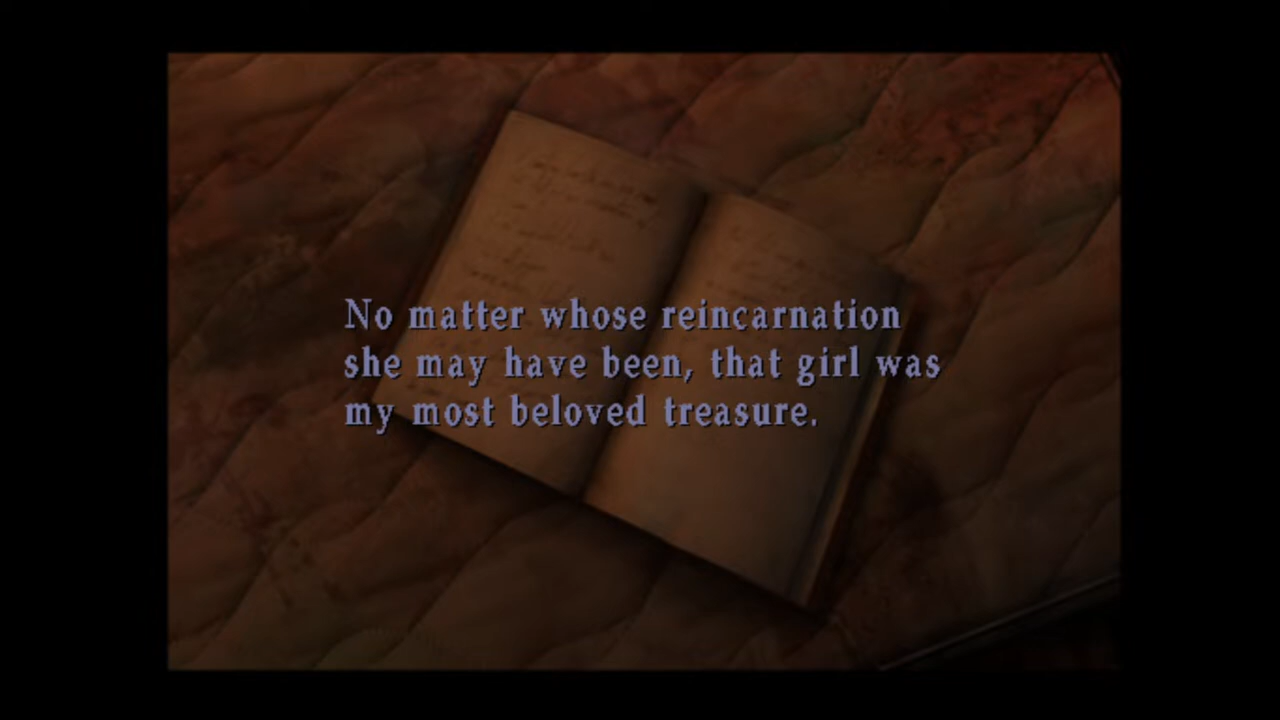 No matter whose reincarnation
she may have been, that girl was
my most beloved treasure.